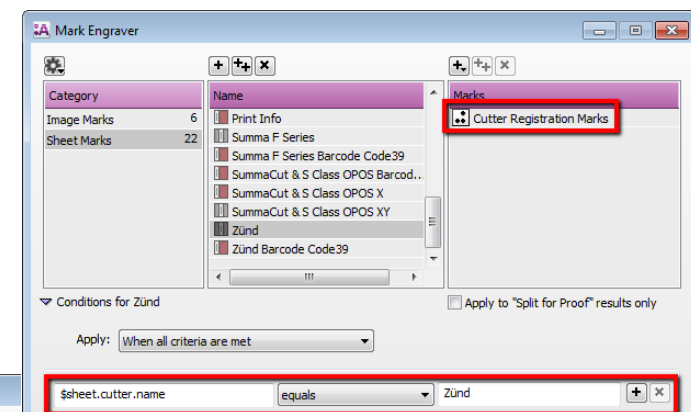 Mark Engraver
Category
Image Marks 6
Sheet Marks 22
Name
Print Info
Summa F Series
Summa F Series Barcode Code39
SummaCut & S Class OPOS Barcod...
SummaCut & S Class OPOS X
SummaCut & S Class OPOS XY
Zünd
Zünd Barcode Code39
Marks
Cutter Registration Marks
Conditions for Zünd
Apply to "Split for Proof" results only
Apply: When all criteria are met
$sheet.cutter.name equals Zünd